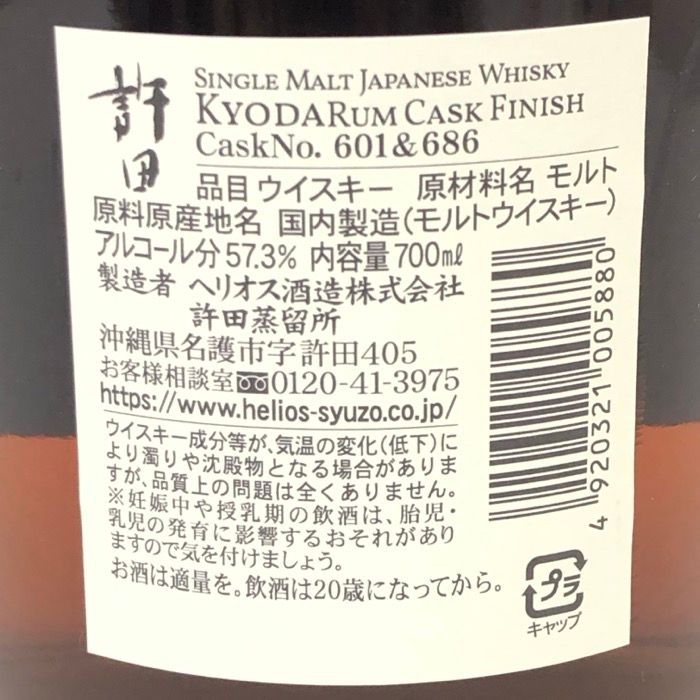 許田
SINGLE MALT JAPANESE WHISKY
KYODARUM CASK FINISH
CaskNo. 601&686
品目 ウイスキー 原材料名 モルト
原料原産地名 国内製造(モルトウイスキー)
アルコール分57.3% 内容量700ml
製造者 ヘリオス酒造株式会社
許田蒸留所
沖縄県名護市字許田405
お客様相談室 0120-41-3975
https://www.helios-syuzo.co.jp/
ウイスキー成分等が、気温の変化(低下)に
より濁りや沈殿物となる場合がありま
すが、品質上の問題は全くありません。
※妊娠中や授乳期の飲酒は、胎児・
乳児の発育に影響するおそれがあり
ますので気を付けましょう。
お酒は適量を。飲酒は20歳になってから。
4 920321 005880
プラ
キャップ